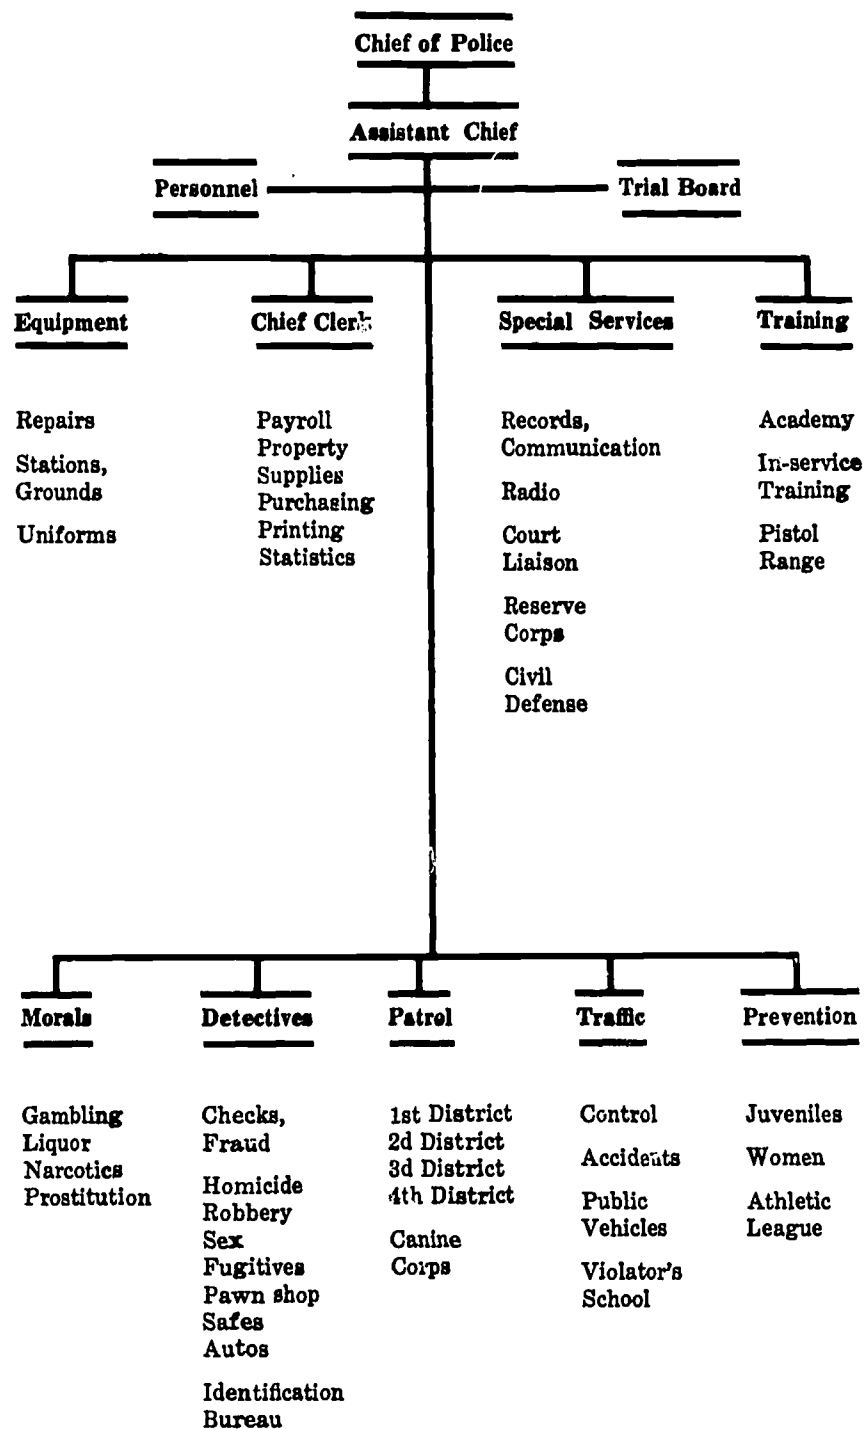 Chief of Police
Assistant Chief
Personnel
Trial Board
Equipment
Chief Clerk
Special Services
Training
Repairs
Stations,
Grounds
Uniforms
Payroll
Property
Supplies
Purchasing
Printing
Statistics
Records,
Communication
Radio
Court
Liaison
Reserve
Corps
Civil
Defense
Academy
In-service
Training
Pistol
Range
Morals
Detectives
Patrol
Traffic
Prevention
Gambling
Liquor
Narcotics
Prostitution
Checks,
Fraud
Homicide
Robbery
Sex
Fugitives
Pawn shop
Safes
Autos
Identification
Bureau
1st District
2d District
3d District
4th District
Canine
Corps
Control
Accidents
Public
Vehicles
Violator's
School
Juveniles
Women
Athletic
League